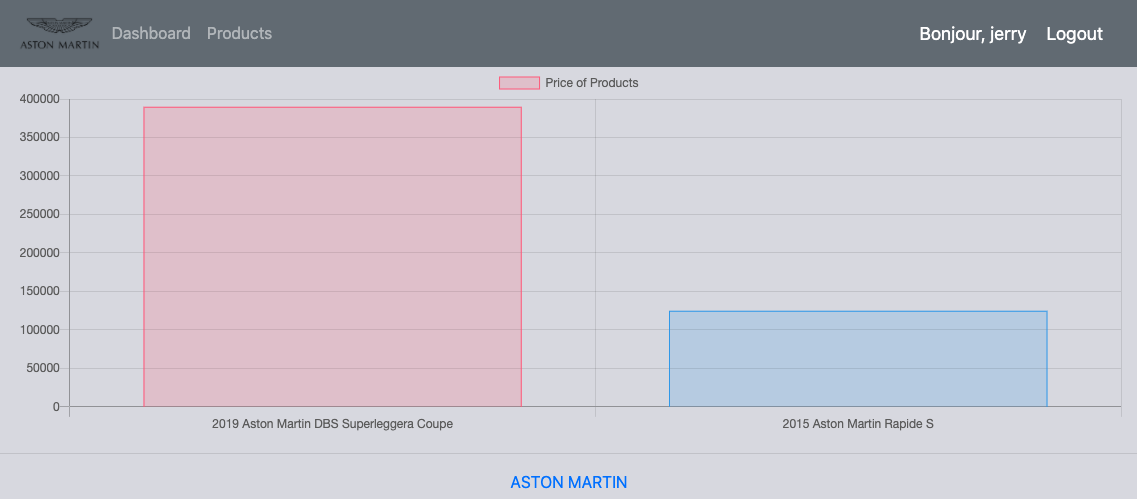 ASTON MARTIN
Dashboard Products
Bonjour, jerry Logout
Price of Products
400000
350000
300000
250000
200000
150000
100000
50000
0
2019 Aston Martin DBS Superleggera Coupe
2015 Aston Martin Rapide S
ASTON MARTIN